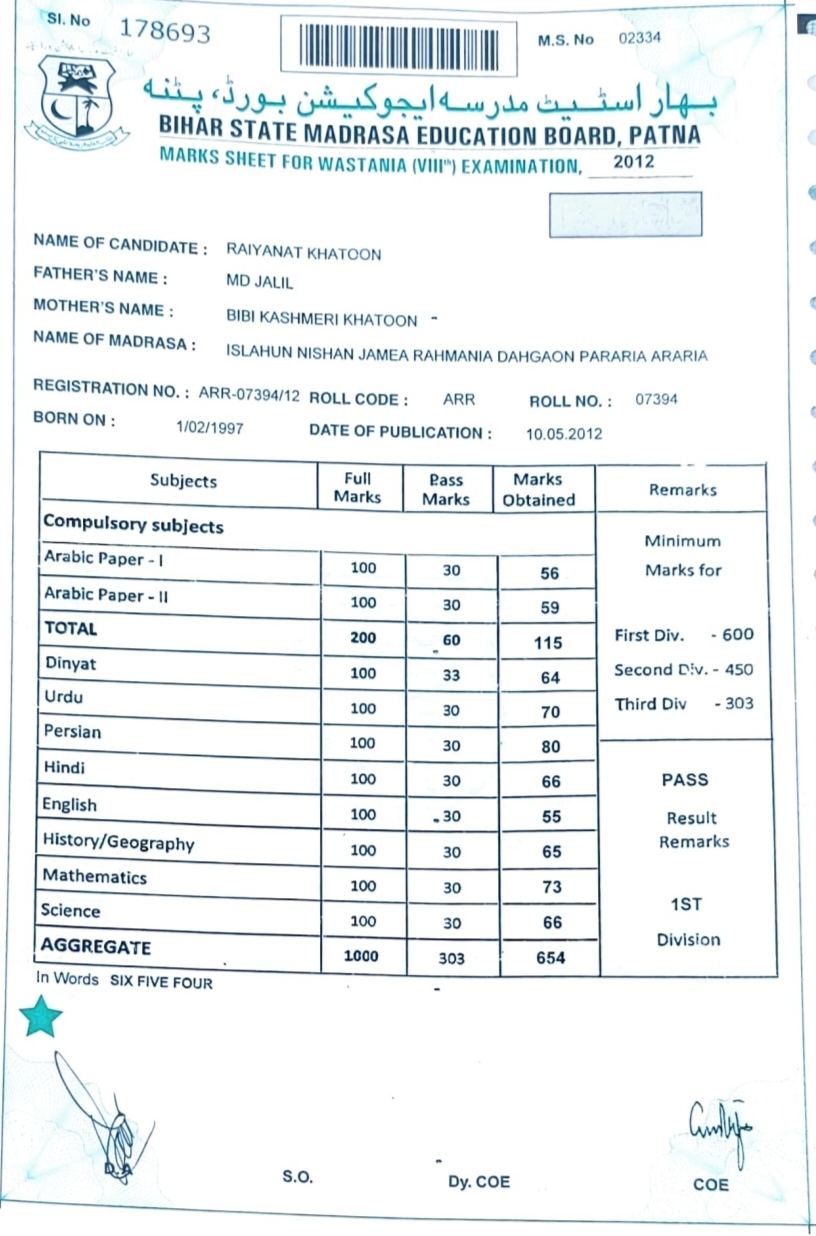 Sl. No 178693
M.S. No 02334
بہار اسٹیٹ مدرسہ ایجوکیشن بورڈ، پٹنہ
BIHAR STATE MADRASA EDUCATION BOARD, PATNA
MARKS SHEET FOR WASTANIA (VIIIth) EXAMINATION, 2012
NAME OF CANDIDATE : RAIYANAT KHATOON
FATHER'S NAME : MD JALIL
MOTHER'S NAME : BIBI KASHMERI KHATOON -
NAME OF MADRASA : ISLAHUN NISHAN JAMEA RAHMANIA DAHGAON PARARIA ARARIA
REGISTRATION NO. : ARR-07394/12 ROLL CODE : ARR ROLL NO. : 07394
BORN ON : 1/02/1997 DATE OF PUBLICATION : 10.05.2012
Subjects Full Marks Pass Marks Marks Obtained Remarks
Compulsory subjects
Arabic Paper - I 100 30 56
Arabic Paper - II 100 30 59
TOTAL 200 60 115
Dinyat 100 33 64
Urdu 100 30 70
Persian 100 30 80
Hindi 100 30 66
English 100 30 55
History/Geography 100 30 65
Mathematics 100 30 73
Science 100 30 66
AGGREGATE 1000 303 654
Minimum
Marks for
First Div. - 600
Second Div. - 450
Third Div - 303
PASS
Result
Remarks
1ST
Division
In Words SIX FIVE FOUR
D.A
S.O.
Dy. COE
COE